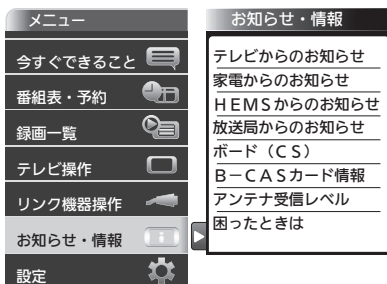 メニュー
今すぐできること
番組表・予約
録画一覧
テレビ操作
リンク機器操作
お知らせ・情報
設定
お知らせ・情報
テレビからのお知らせ
家電からのお知らせ
ＨＥＭＳからのお知らせ
放送局からのお知らせ
ボード（ＣＳ）
Ｂ－ＣＡＳカード情報
アンテナ受信レベル
困ったときは